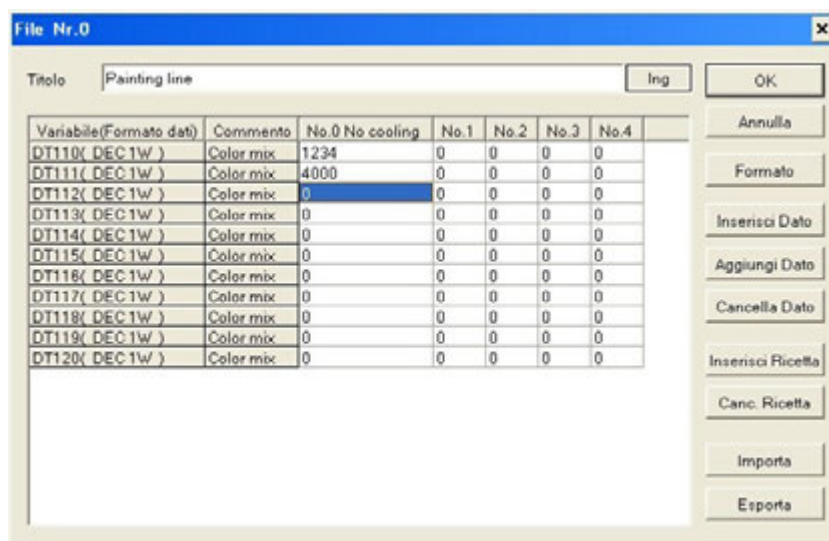 File Nr.0
Titolo Painting line Ing OK
Annulla
Variabile(Formato dati) Commento No.0 No cooling No.1 No.2 No.3 No.4
DT110( DEC 1W ) Color mix 1234 0 0 0 0
DT111( DEC 1W ) Color mix 4000 0 0 0 0
DT112( DEC 1W ) Color mix 0 0 0 0 0
DT113( DEC 1W ) Color mix 0 0 0 0 0
DT114( DEC 1W ) Color mix 0 0 0 0 0
DT115( DEC 1W ) Color mix 0 0 0 0 0
DT116( DEC 1W ) Color mix 0 0 0 0 0
DT117( DEC 1W ) Color mix 0 0 0 0 0
DT118( DEC 1W ) Color mix 0 0 0 0 0
DT119( DEC 1W ) Color mix 0 0 0 0 0
DT120( DEC 1W ) Color mix 0 0 0 0 0
Formato
Inserisci Dato
Aggiungi Dato
Cancella Dato
Inserisci Ricetta
Canc. Ricetta
Importa
Esporta